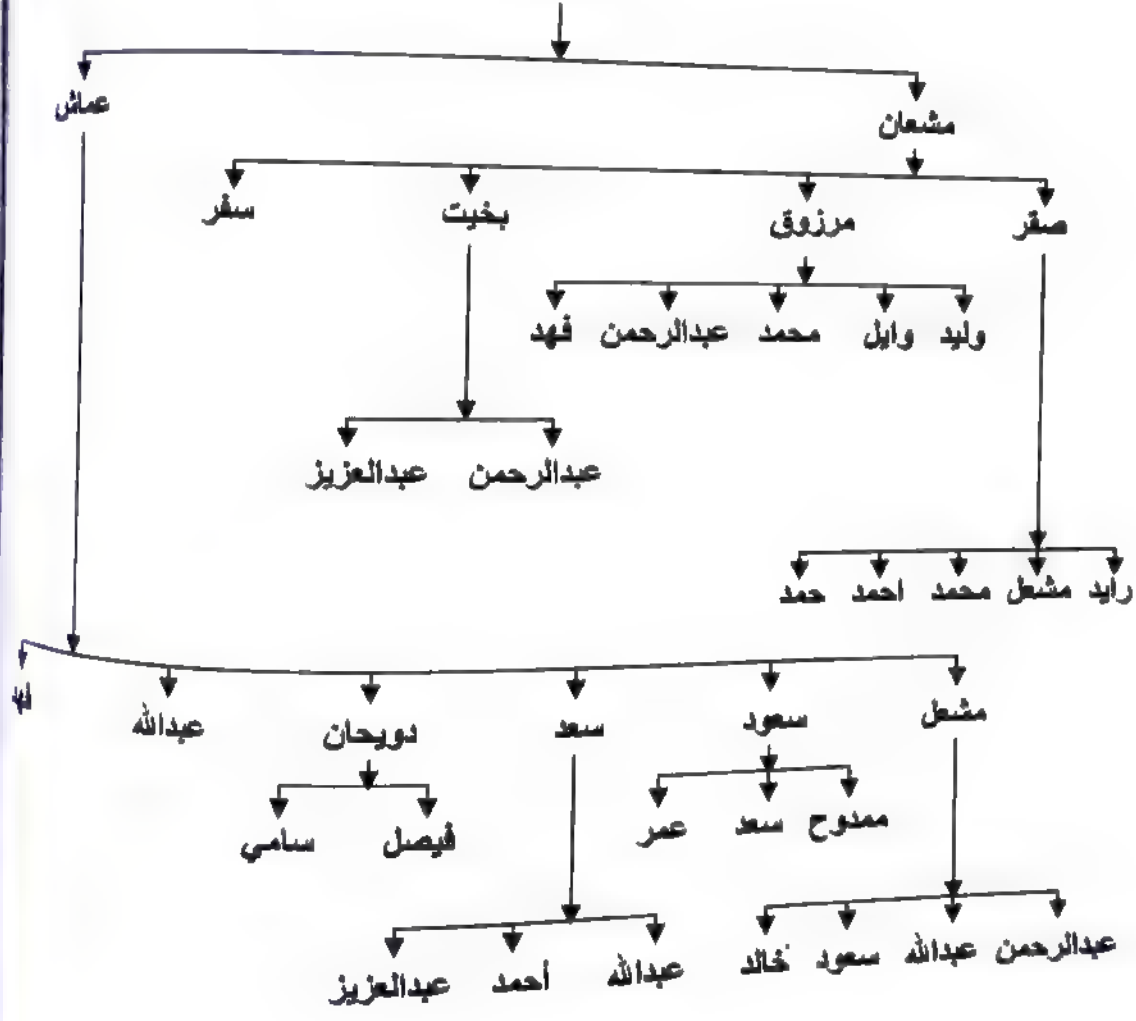 مشعان عماش
صقر مرزوق بخيت سفر
وليد وايل محمد عبدالرحمن فهد
عبدالرحمن عبدالعزيز
رايد مشعل محمد احمد حمد
مشعل سعود سعد دويحان عبدالله
ممدوح سعد عمر
فيصل سامي
عبدالرحمن عبدالله سعود خالد
عبدالله أحمد عبدالعزيز